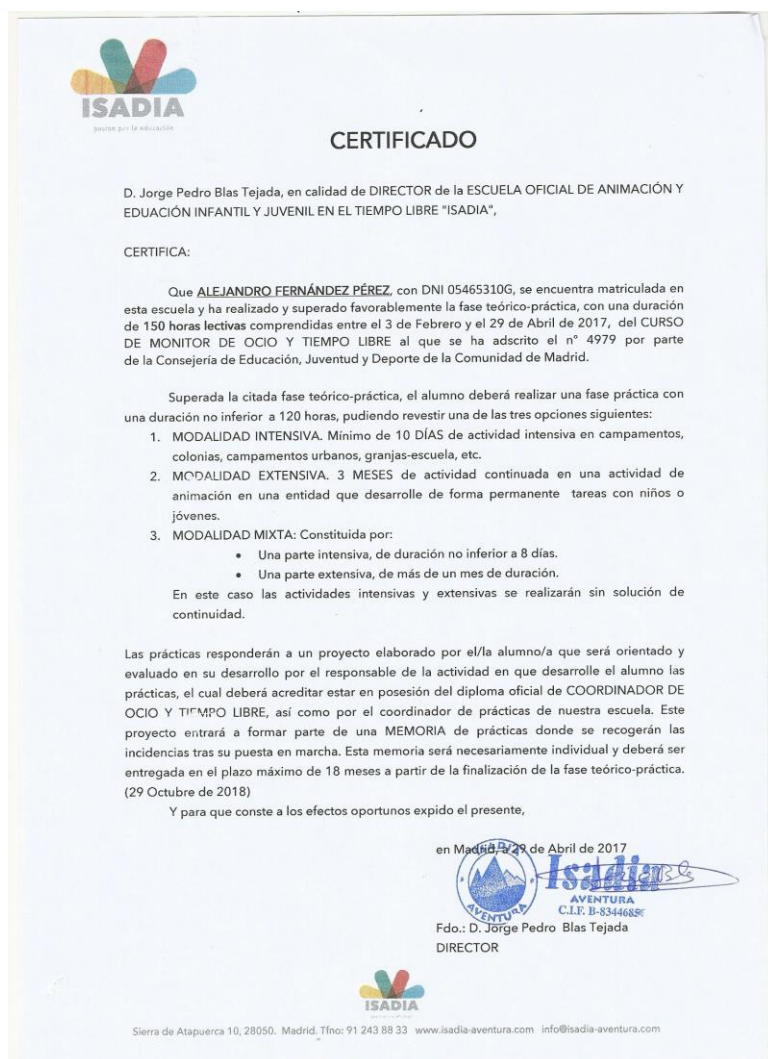 ISADIA
pasión por la educación
CERTIFICADO
D. Jorge Pedro Blas Tejada, en calidad de DIRECTOR de la ESCUELA OFICIAL DE ANIMACIÓN Y
EDUACIÓN INFANTIL Y JUVENIL EN EL TIEMPO LIBRE "ISADIA",
CERTIFICA:
Que ALEJANDRO FERNÁNDEZ PÉREZ, con DNI 05465310G, se encuentra matriculada en
esta escuela y ha realizado y superado favorablemente la fase teórico-práctica, con una duración
de 150 horas lectivas comprendidas entre el 3 de Febrero y el 29 de Abril de 2017, del CURSO
DE MONITOR DE OCIO Y TIEMPO LIBRE al que se ha adscrito el n° 4979 por parte
de la Consejería de Educación, Juventud y Deporte de la Comunidad de Madrid.
Superada la citada fase teórico-práctica, el alumno deberá realizar una fase práctica con
una duración no inferior a 120 horas, pudiendo revestir una de las tres opciones siguientes:
1. MODALIDAD INTENSIVA. Mínimo de 10 DÍAS de actividad intensiva en campamentos,
colonias, campamentos urbanos, granjas-escuela, etc.
2. MODALIDAD EXTENSIVA. 3 MESES de actividad continuada en una actividad de
animación en una entidad que desarrolle de forma permanente tareas con niños o
jóvenes.
3. MODALIDAD MIXTA: Constituida por:
• Una parte intensiva, de duración no inferior a 8 días.
• Una parte extensiva, de más de un mes de duración.
En este caso las actividades intensivas y extensivas se realizarán sin solución de
continuidad.
Las prácticas responderán a un proyecto elaborado por el/la alumno/a que será orientado y
evaluado en su desarrollo por el responsable de la actividad en que desarrolle el alumno las
prácticas, el cual deberá acreditar estar en posesión del diploma oficial de COORDINADOR DE
OCIO Y TIEMPO LIBRE, así como por el coordinador de prácticas de nuestra escuela. Este
proyecto entrará a formar parte de una MEMORIA de prácticas donde se recogerán las
incidencias tras su puesta en marcha. Esta memoria será necesariamente individual y deberá ser
entregada en el plazo máximo de 18 meses a partir de la finalización de la fase teórico-práctica.
(29 Octubre de 2018)
Y para que conste a los efectos oportunos expido el presente,
en Madrid, a 29 de Abril de 2017
Isadia
AVENTURA
AVENTURA
C.I.F. B-8344685
Fdo.: D. Jorge Pedro Blas Tejada
DIRECTOR
ISADIA
Sierra de Atapuerca 10, 28050. Madrid. Tfno: 91 243 88 33 www.isadia-aventura.com info@isadia-aventura.com